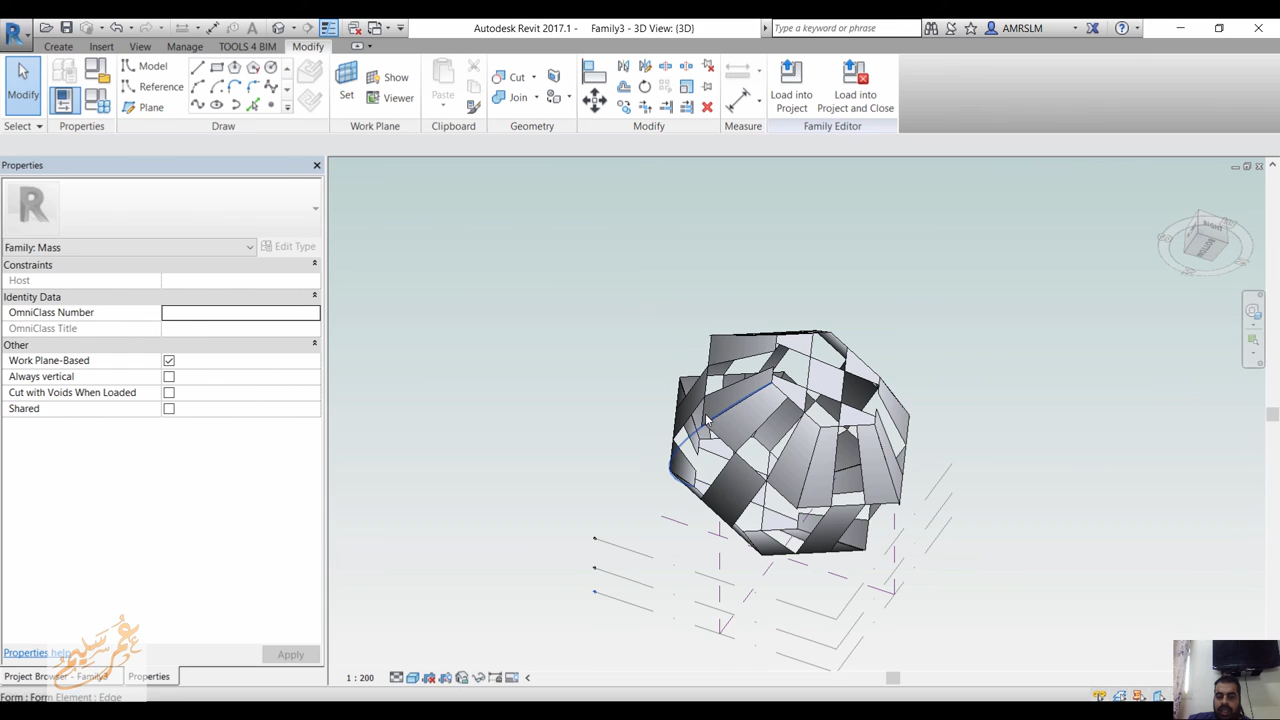 Autodesk Revit 2017.1 - Family3 - 3D View: {3D}
Type a keyword or phrase
AMRSLM
Create Insert View Manage TOOLS 4 BIM Modify
Modify
Model
Reference
Plane
Set
Show
Viewer
Paste
Cut
Join
Load into
Project
Load into
Project and Close
Select Properties Draw Work Plane Clipboard Geometry Modify Measure Family Editor
Properties
R
Family: Mass Edit Type
Constraints
Host
Identity Data
OmniClass Number
OmniClass Title
Other
Work Plane-Based
Always vertical
Cut with Voids When Loaded
Shared
RIGHT
BOTTOM
Properties help
عمرو سليم
Apply
Project Browser - Family3 Properties
1 : 200
Form : Form Element : Edge